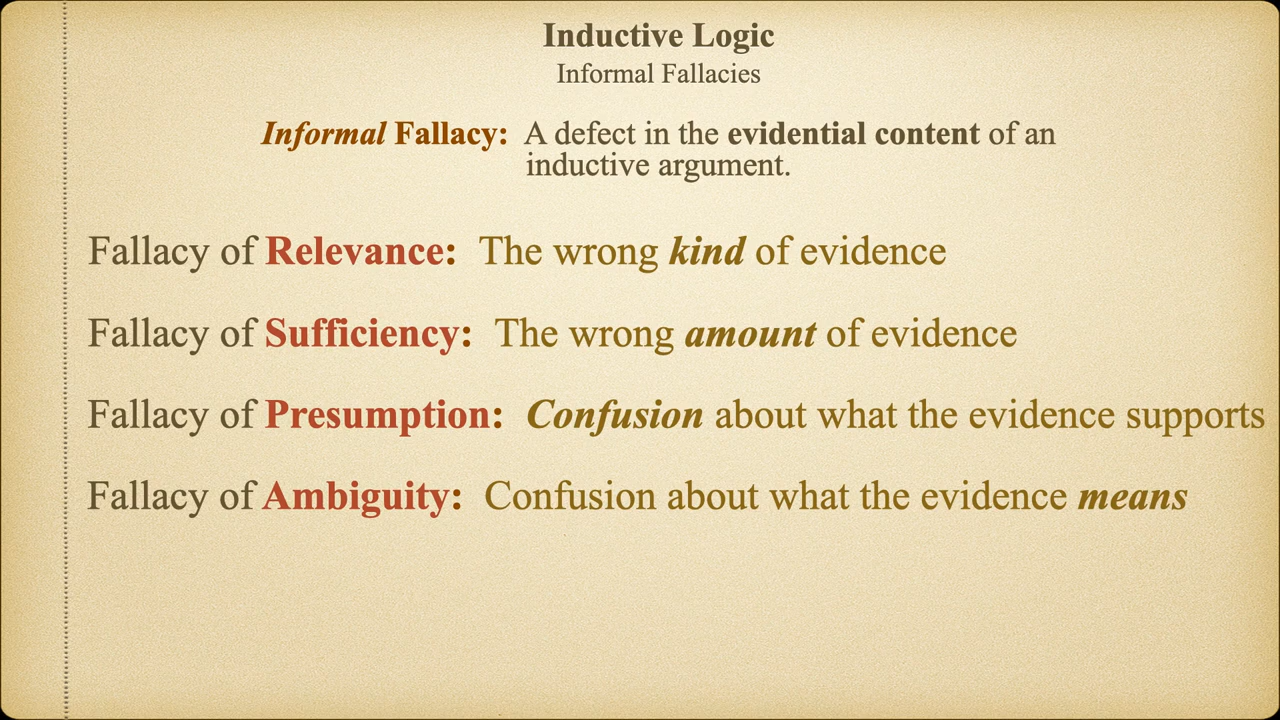 Inductive Logic
Informal Fallacies
Informal Fallacy: A defect in the evidential content of an
inductive argument.
Fallacy of Relevance: The wrong kind of evidence
Fallacy of Sufficiency: The wrong amount of evidence
Fallacy of Presumption: Confusion about what the evidence supports
Fallacy of Ambiguity: Confusion about what the evidence means